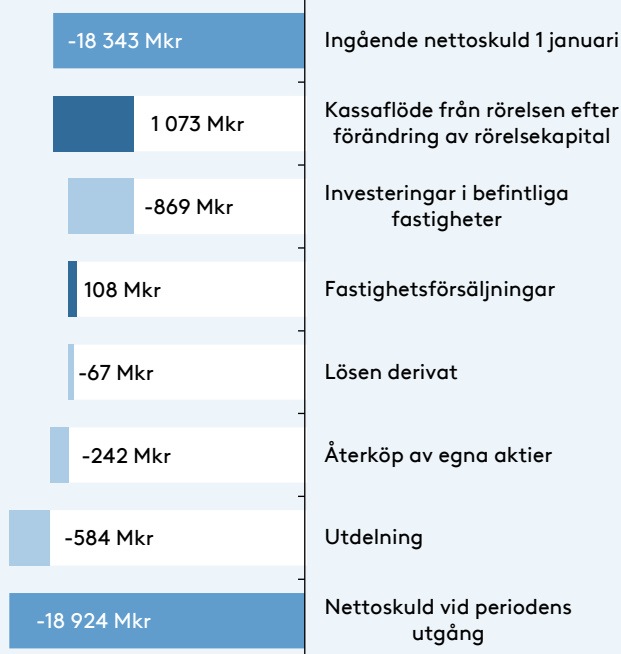 -18 343 Mkr Ingående nettoskuld 1 januari
1 073 Mkr Kassaflöde från rörelsen efter
förändring av rörelsekapital
-869 Mkr Investeringar i befintliga
fastigheter
108 Mkr Fastighetsförsäljningar
-67 Mkr Lösen derivat
-242 Mkr Återköp av egna aktier
-584 Mkr Utdelning
-18 924 Mkr Nettoskuld vid periodens
utgång